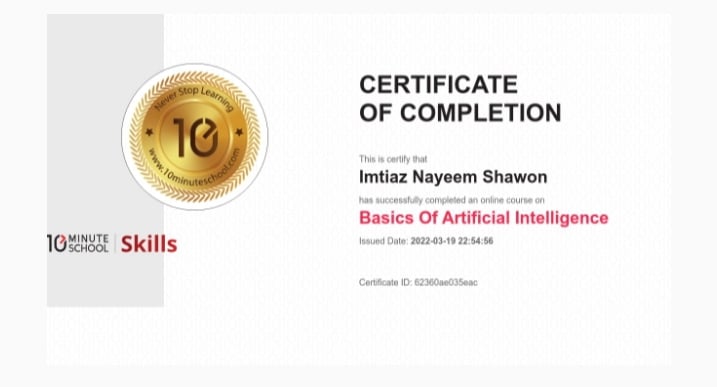 Never Stop Learning
10
www.10minuteschool.com
10 MINUTE SCHOOL Skills
CERTIFICATE
OF COMPLETION
This is certify that
Imtiaz Nayeem Shawon
has successfully completed an online course on
Basics Of Artificial Intelligence
Issued Date: 2022-03-19 22:54:56
Certificate ID: 62360ae035eac